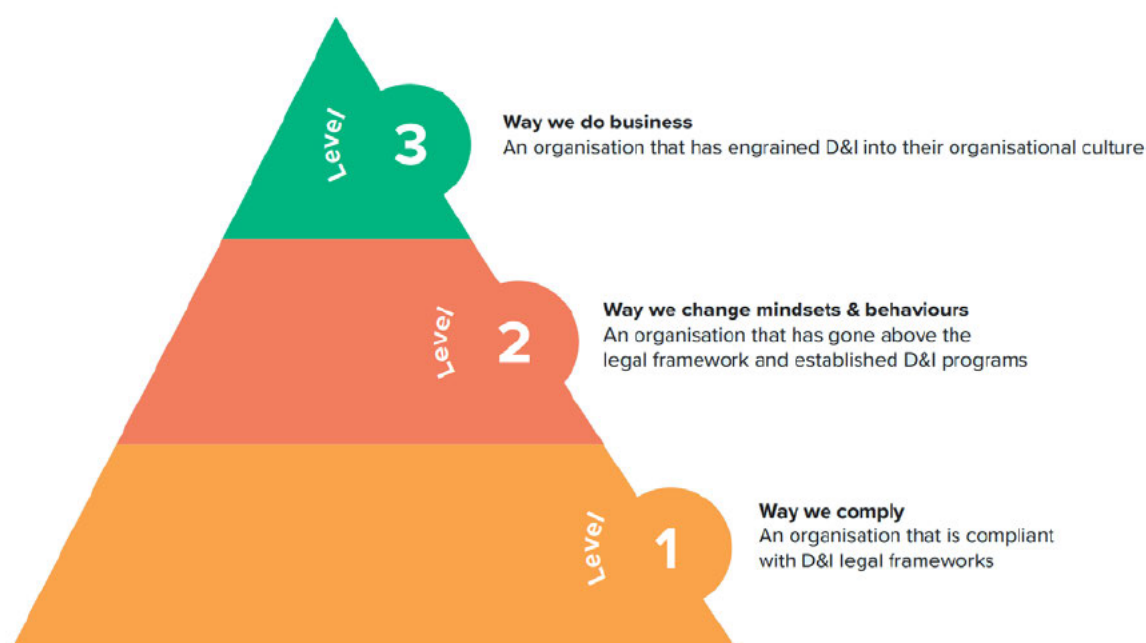 Level
3
Way we do business
An organisation that has engrained D&I into their organisational culture
Level
2
Way we change mindsets & behaviours
An organisation that has gone above the
legal framework and established D&I programs
Level
1
Way we comply
An organisation that is compliant
with D&I legal frameworks